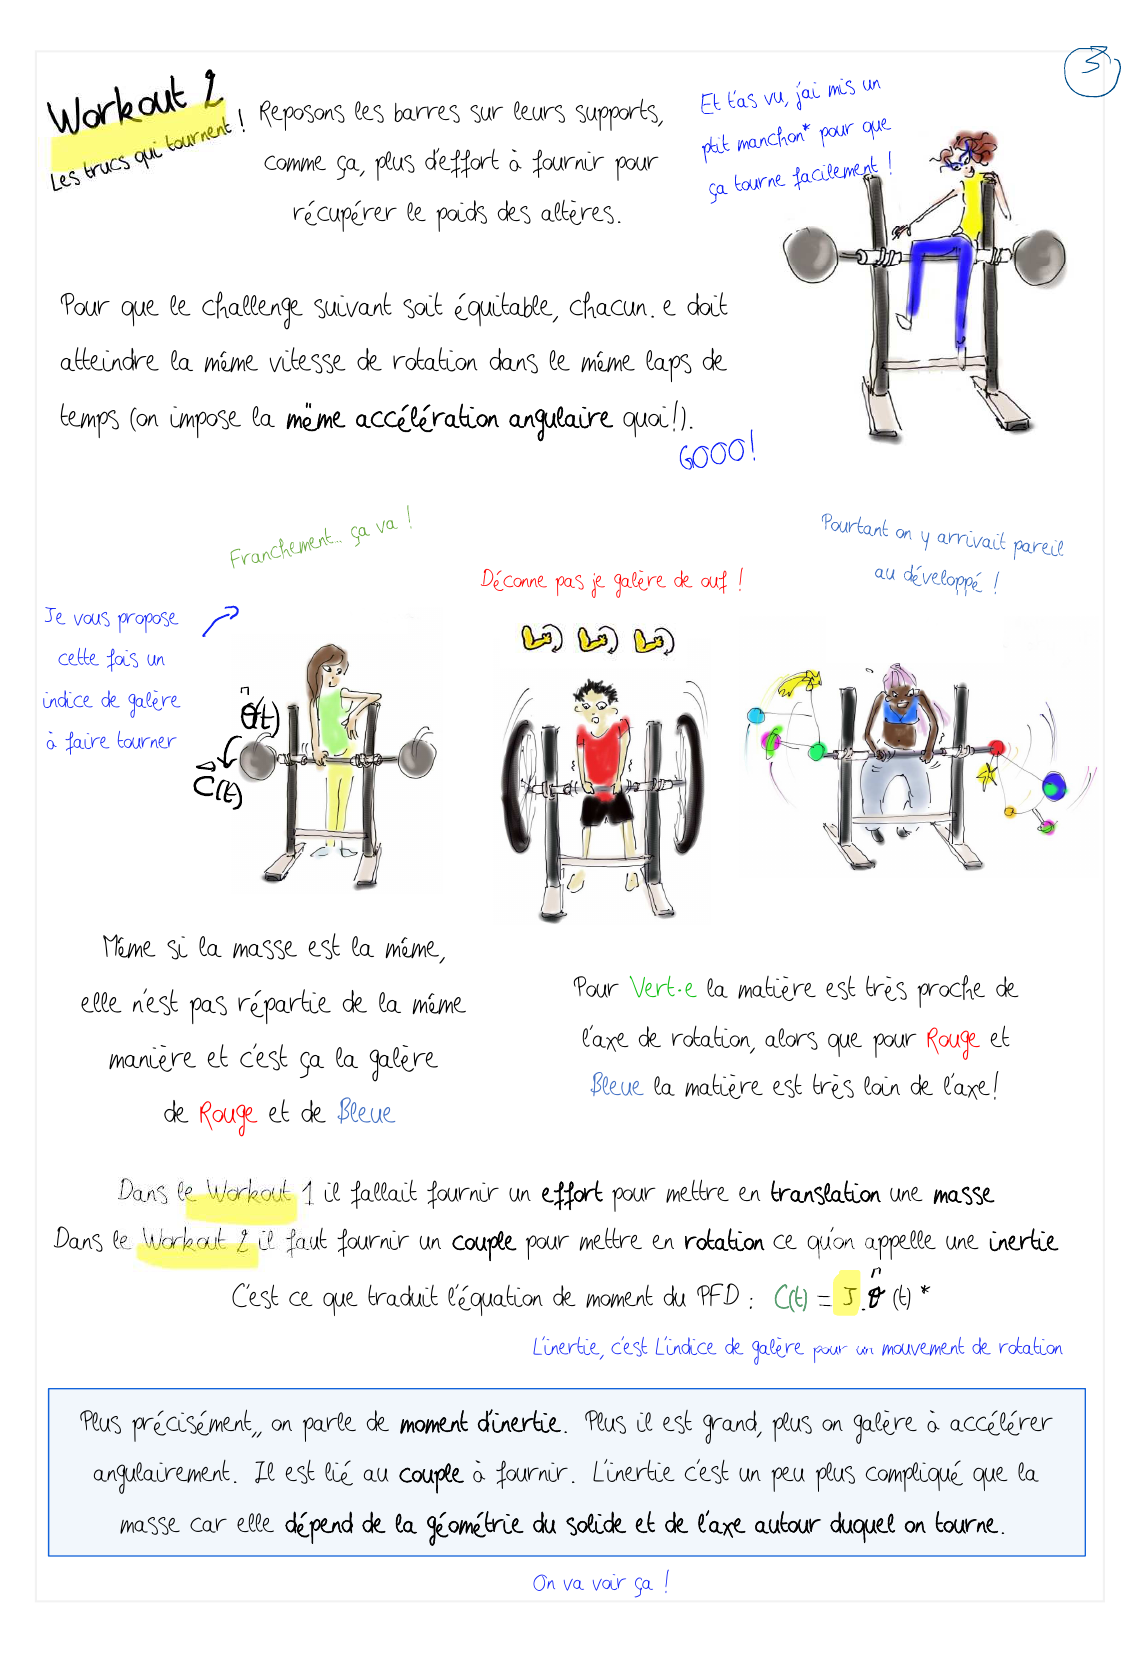 3
Workout 2
Les trucs qui tournent !
Reposons les barres sur leurs supports,
comme ça, plus d'effort à fournir pour
récupérer le poids des altères.
Et t'as vu, j'ai mis un
ptit manchon* pour que
ça tourne facilement !
Pour que le challenge suivant soit équitable, chacun. e doit
atteindre la même vitesse de rotation dans le même laps de
temps (on impose la même accélération angulaire quoi!).
GOOO!
Franchement... ça va !
Déconne pas je galère de ouf !
Pourtant on y arrivait pareil
au développé !
Je vous propose
cette fois un
indice de galère
à faire tourner
θ̈(t)
C(t)
Même si la masse est la même,
elle n'est pas répartie de la même
manière et c'est ça la galère
de Rouge et de Bleue
Pour Vert·e la matière est très proche de
l'axe de rotation, alors que pour Rouge et
Bleue la matière est très loin de l'axe!
Dans le Workout 1 il fallait fournir un effort pour mettre en translation une masse
Dans le Workout 2 il faut fournir un couple pour mettre en rotation ce qu'on appelle une inertie
C'est ce que traduit l'équation de moment du PFD : C(t) = J.θ̈(t)*
L'inertie, c'est L'indice de galère pour un mouvement de rotation
Plus précisément,, on parle de moment d'inertie. Plus il est grand, plus on galère à accélérer
angulairement. Il est lié au couple à fournir. L'inertie c'est un peu plus compliqué que la
masse car elle dépend de la géométrie du solide et de l'axe autour duquel on tourne.
On va voir ça !